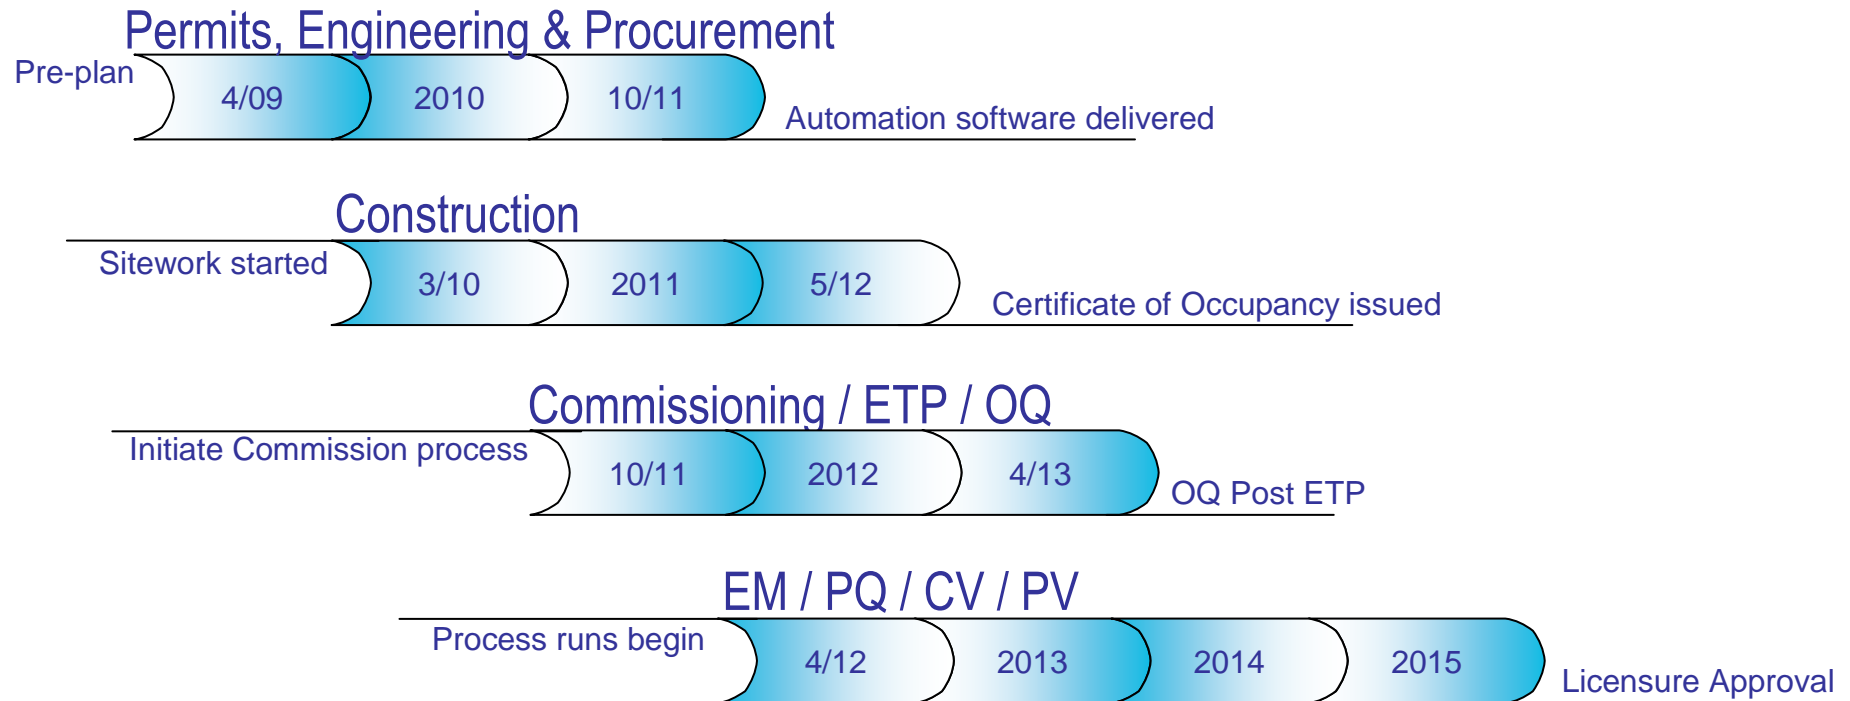 Permits, Engineering & Procurement
Pre-plan
4/09 2010 10/11
Automation software delivered
Construction
Sitework started
3/10 2011 5/12
Certificate of Occupancy issued
Commissioning / ETP / OQ
Initiate Commission process
10/11 2012 4/13
OQ Post ETP
EM / PQ / CV / PV
Process runs begin
4/12 2013 2014 2015
Licensure Approval